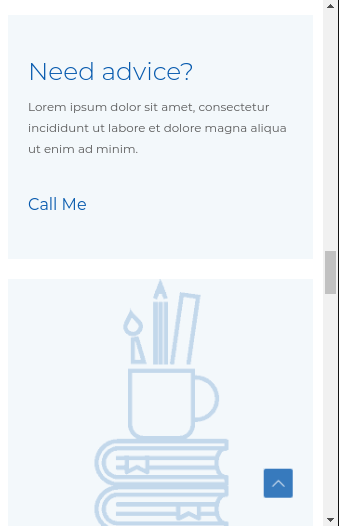 Need advice?
Lorem ipsum dolor sit amet, consectetur
incididunt ut labore et dolore magna aliqua
ut enim ad minim.
Call Me